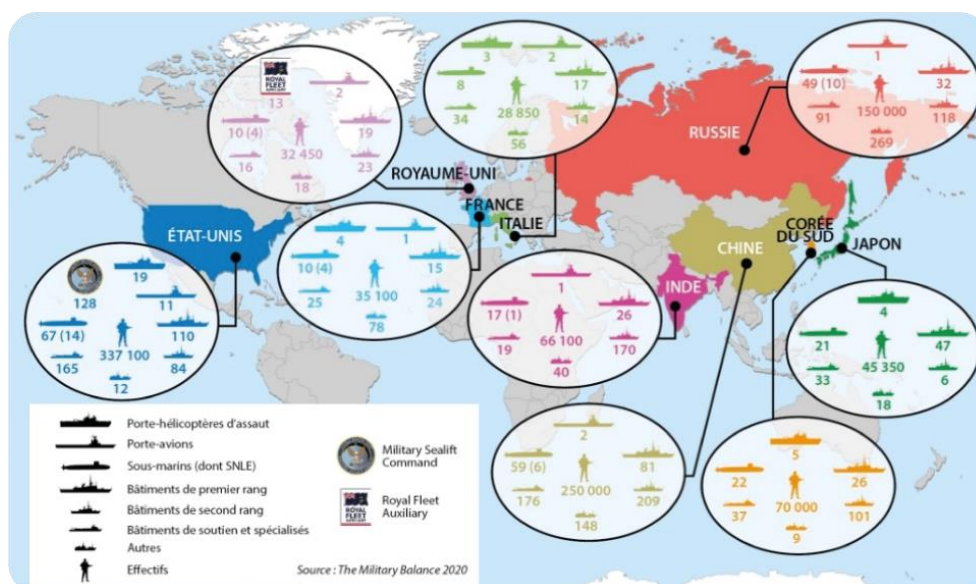 ROYAL FLEET
13
2
10 (4)
32 450
19
16
18
23
3
2
8
28 850
17
34
56
14
1
49 (10)
150 000
32
91
269
118
RUSSIE
ROYAUME-UNI
FRANCE
ITALIE
ÉTAT-UNIS
CHINE
CORÉE
DU SUD
JAPON
INDE
128
19
11
67 (14)
337 100
110
165
12
84
4
1
10 (4)
35 100
15
25
78
24
1
17 (1)
66 100
26
19
40
170
4
21
45 350
47
33
18
6
2
59 (6)
250 000
81
176
148
209
5
22
70 000
26
37
9
101
Porte-hélicoptères d'assaut
Porte-avions
Sous-marins (dont SNLE)
Bâtiments de premier rang
Bâtiments de second rang
Bâtiments de soutien et spécialisés
Autres
Effectifs
Military Sealift
Command
ROYAL
FLEET
Royal Fleet
Auxiliary
Source : The Military Balance 2020